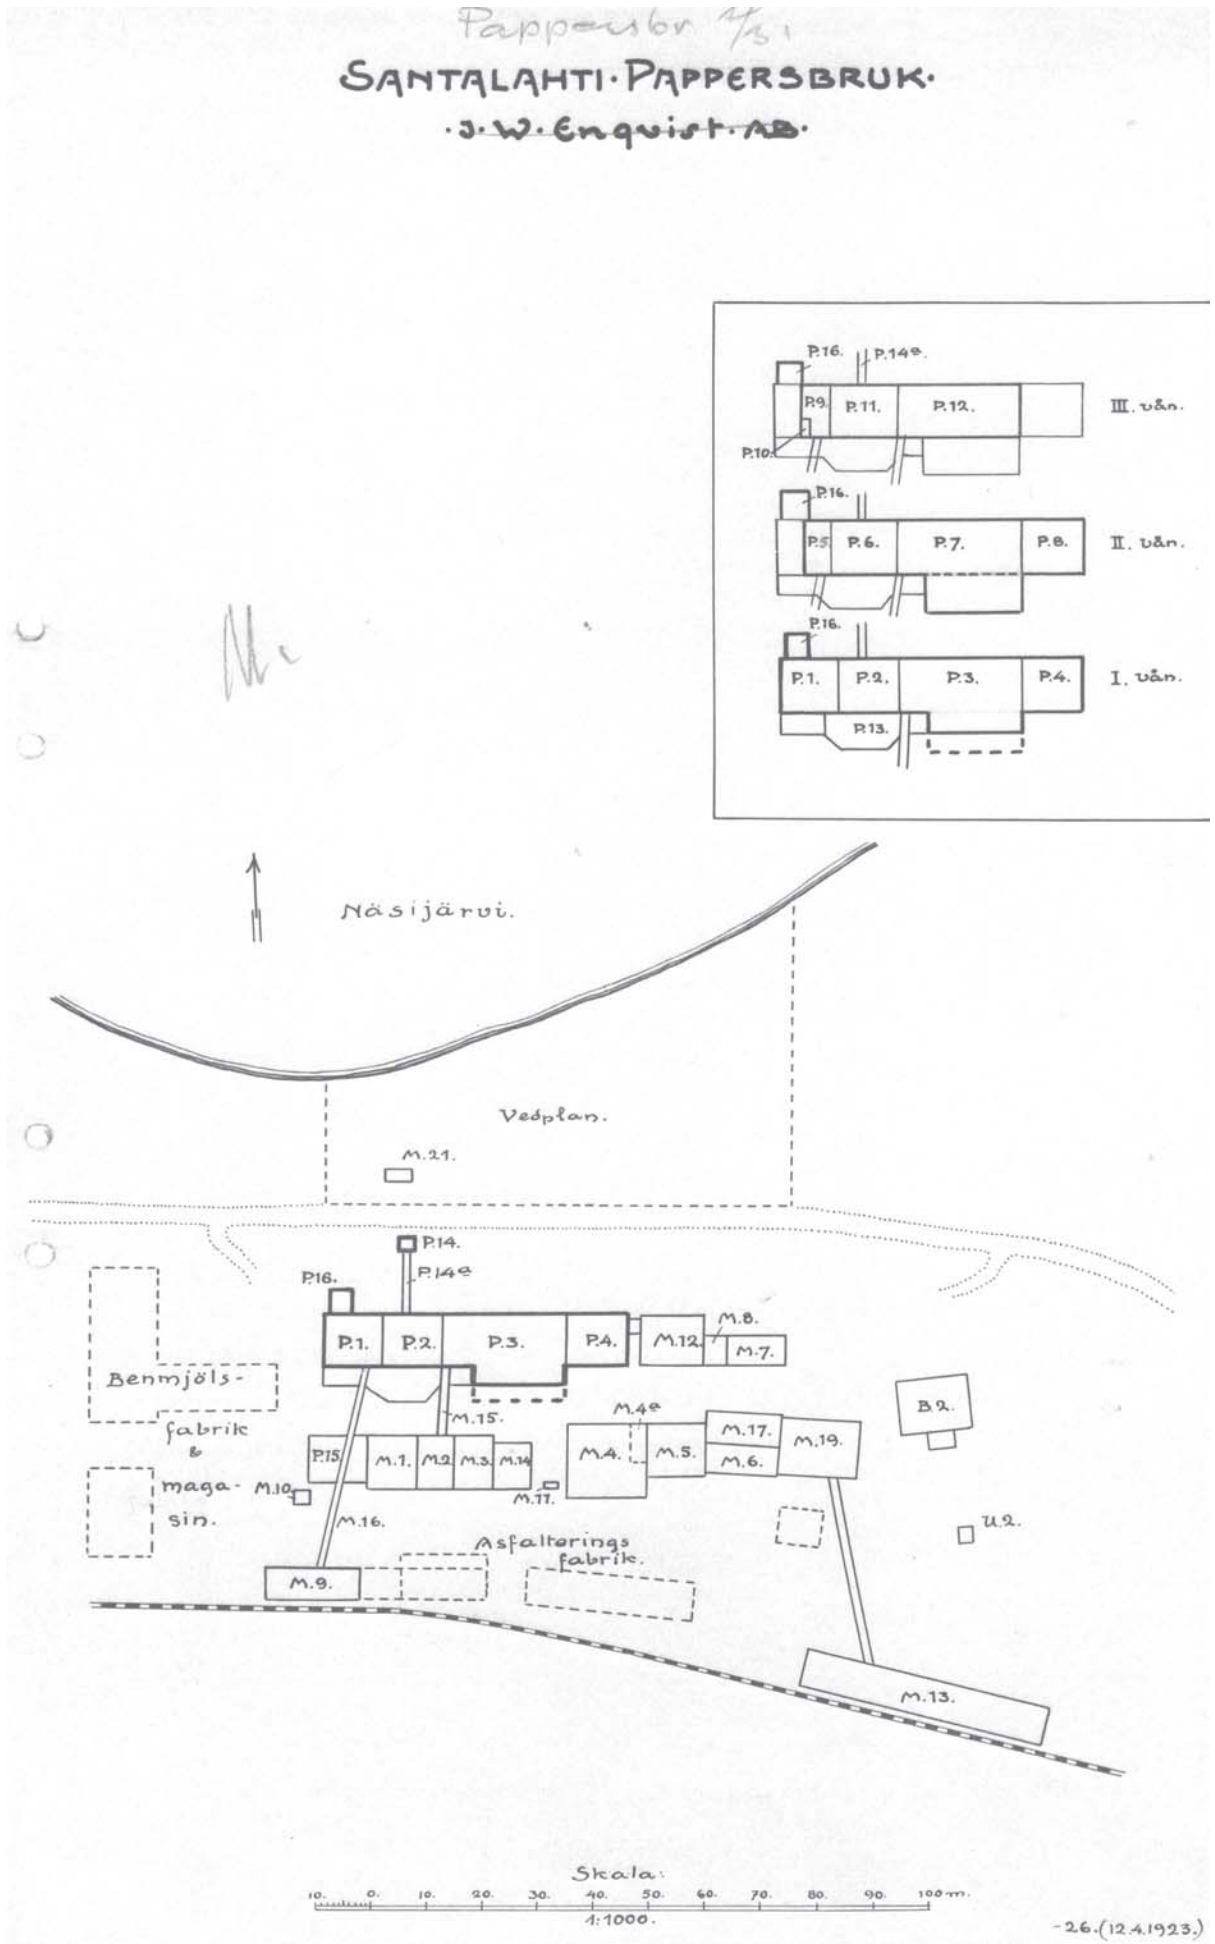 Pappersbr 1/3.
SANTALAHTI·PAPPERSBRUK·
·J·W·Enqvist·AB·
P.16. P.14a.
P.9. P.11. P.12. III. vån.
P.10.
P.16.
P.5. P.6. P.7. P.8. II. vån.
P.16.
P.1. P.2. P.3. P.4. I. vån.
P.13.
Näsijärvi.
Vedplan.
M.21.
P.14.
P.16. P.14a
P.1. P.2. P.3. P.4. M.12. M.8. M.7.
Benmjöls-
fabrik
&
maga-
sin.
M.15. M.4a M.17. M.19. B.2.
P.15. M.1. M.2 M.3. M.14 M.4. M.5. M.6.
M.10. M.11.
M.16. U.2.
Asfalterings
fabrik.
M.9.
M.13.
Skala:
10. 0. 10. 20. 30. 40. 50. 60. 70. 80. 90. 100 m.
1:1000.
-26.(12.4.1923.)